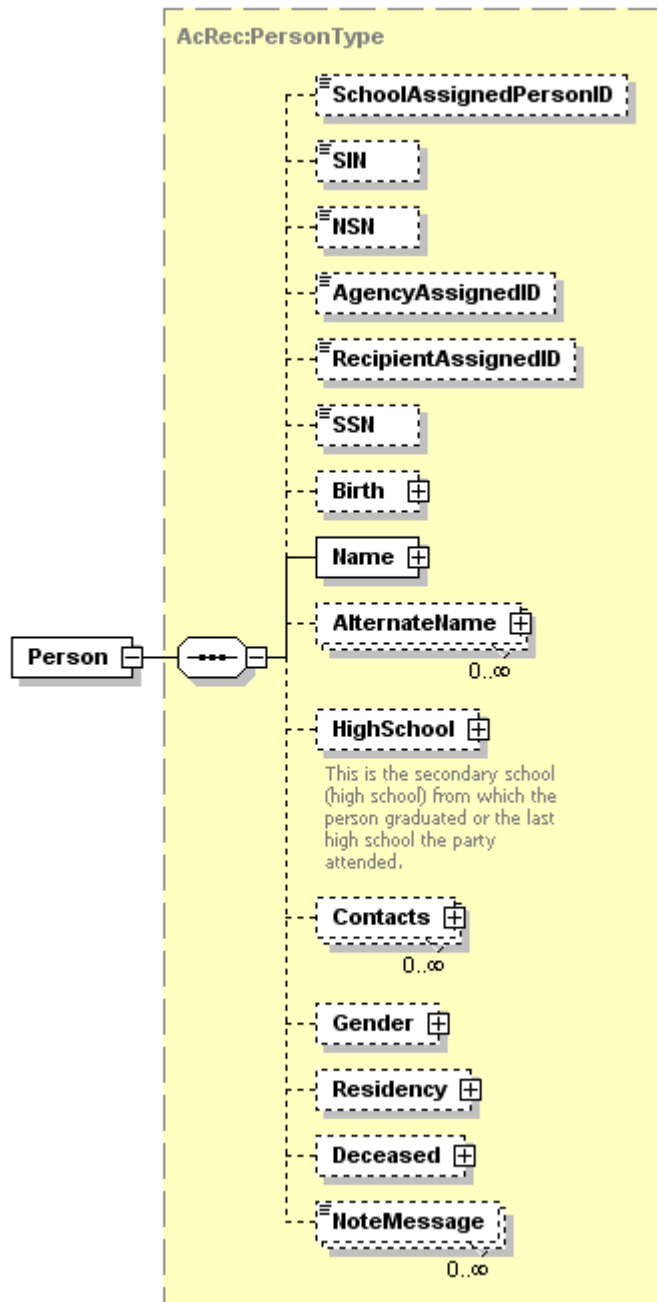 AcRec:PersonType
SchoolAssignedPersonID
SIN
NSN
AgencyAssignedID
RecipientAssignedID
SSN
Birth
Name
AlternateName
0..∞
Person
HighSchool
This is the secondary school
(high school) from which the
person graduated or the last
high school the party
attended.
Contacts
0..∞
Gender
Residency
Deceased
NoteMessage
0..∞